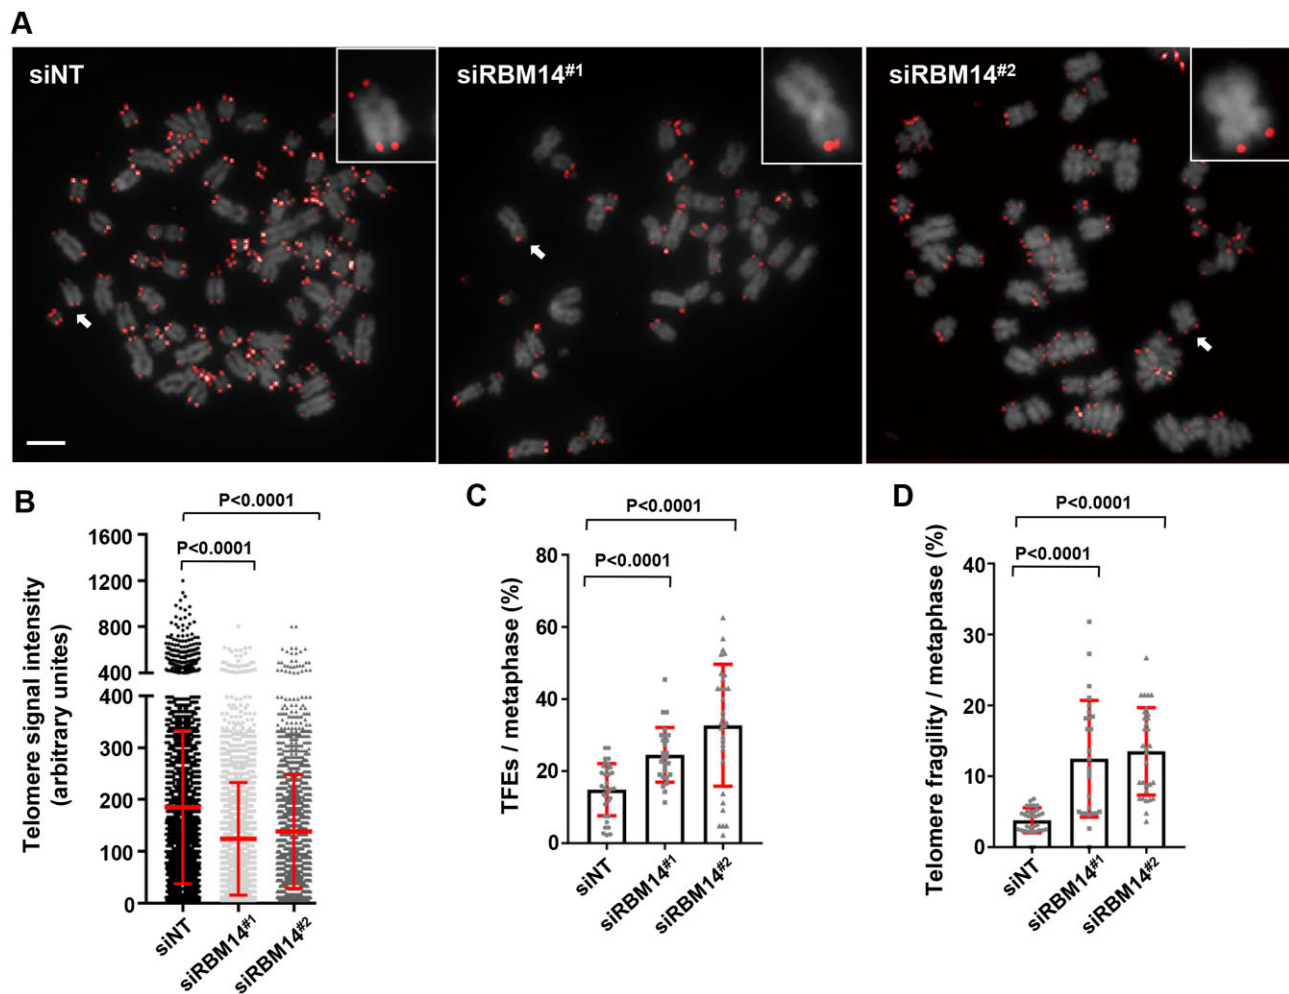 A
siNT
siRBM14#1
siRBM14#2
B
P<0.0001
P<0.0001
Telomere signal intensity
(arbitrary unites)
1600
1200
800
400
400
300
200
100
0
siNT
siRBM14#1
siRBM14#2
C
P<0.0001
P<0.0001
TFEs / metaphase (%)
80
60
40
20
0
siNT
siRBM14#1
siRBM14#2
D
P<0.0001
P<0.0001
Telomere fragility / metaphase (%)
40
30
20
10
0
siNT
siRBM14#1
siRBM14#2